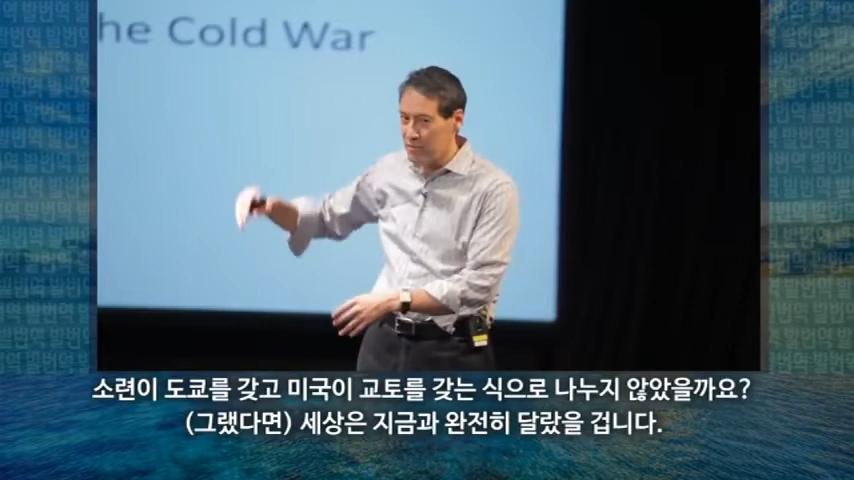 he Cold War
소련이 도쿄를 갖고 미국이 교토를 갖는 식으로 나누지 않았을까요?
(그랬다면) 세상은 지금과 완전히 달랐을 겁니다.